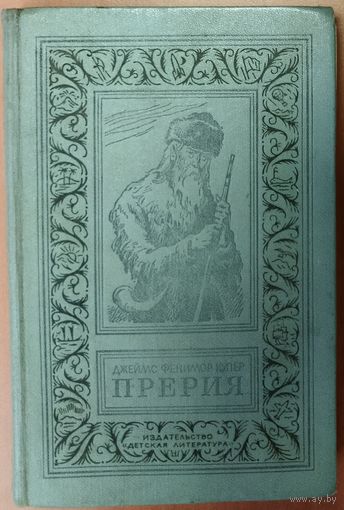 ДЖЕЙМС ФЕНИМОР КУПЕР
ПРЕРИЯ
ИЗДАТЕЛЬСТВО
«ДЕТСКАЯ ЛИТЕРАТУРА»
www.ay.by